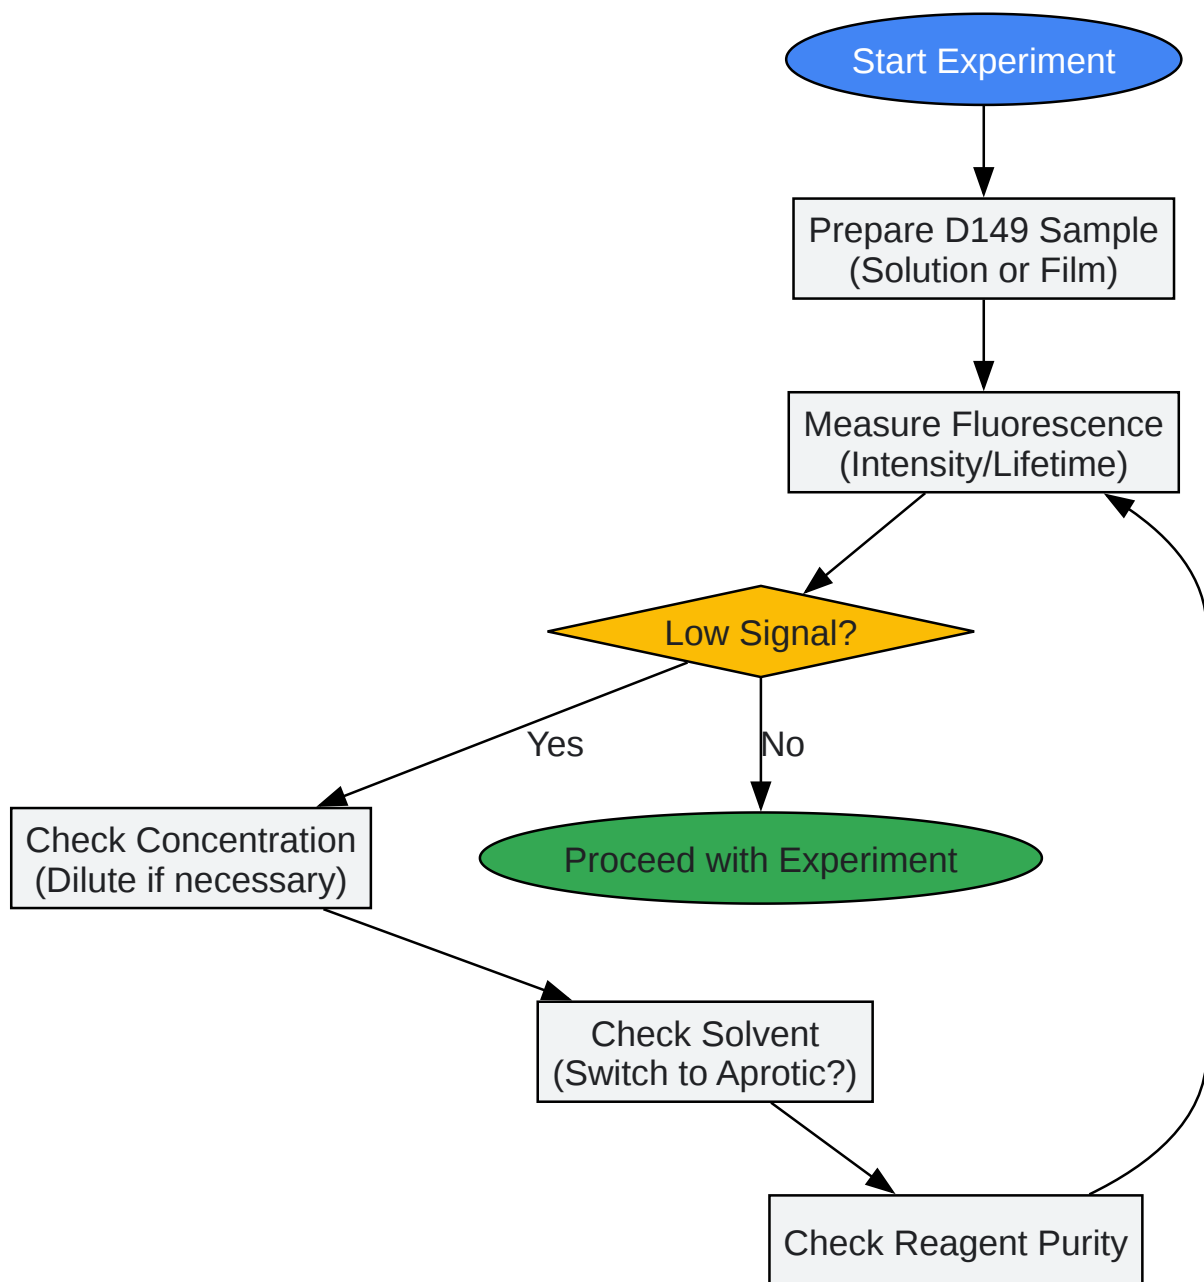 Start Experiment
Prepare D149 Sample
(Solution or Film)
Measure Fluorescence
(Intensity/Lifetime)
Low Signal?
Yes
No
Check Concentration
(Dilute if necessary)
Proceed with Experiment
Check Solvent
(Switch to Aprotic?)
Check Reagent Purity